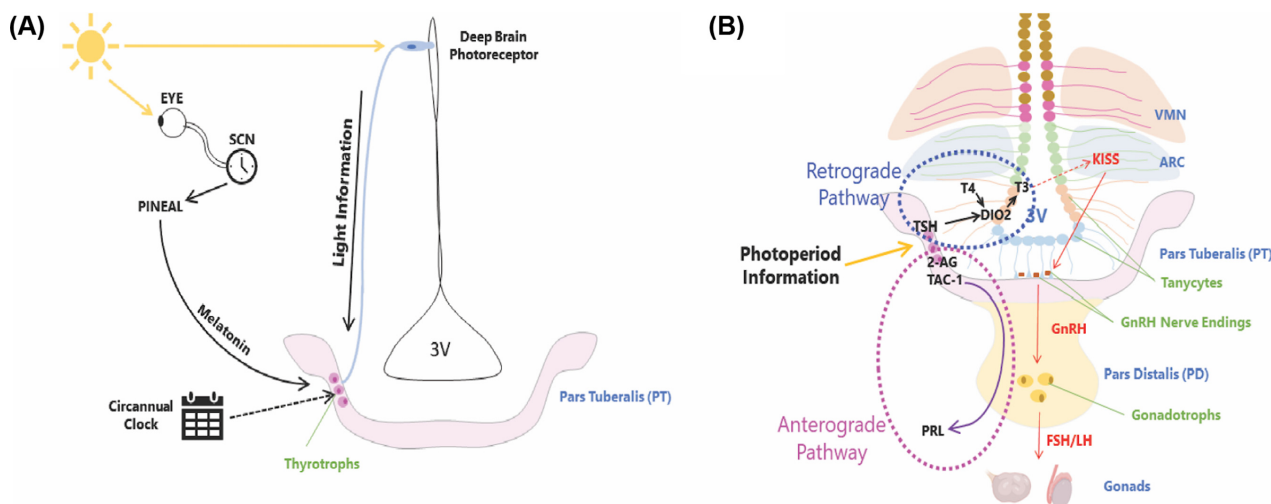 (A)
Deep Brain
Photoreceptor
EYE
SCN
PINEAL
Light Information
Melatonin
3V
Circannual
Clock
Pars Tuberalis (PT)
Thyrotrophs
(B)
VMN
KISS
ARC
Retrograde
Pathway
T4
T3
DIO2
3V
TSH
Photoperiod
Information
2-AG
TAC-1
Pars Tuberalis (PT)
Tanycytes
GnRH
GnRH Nerve Endings
Pars Distalis (PD)
Gonadotrophs
Anterograde
Pathway
PRL
FSH/LH
Gonads